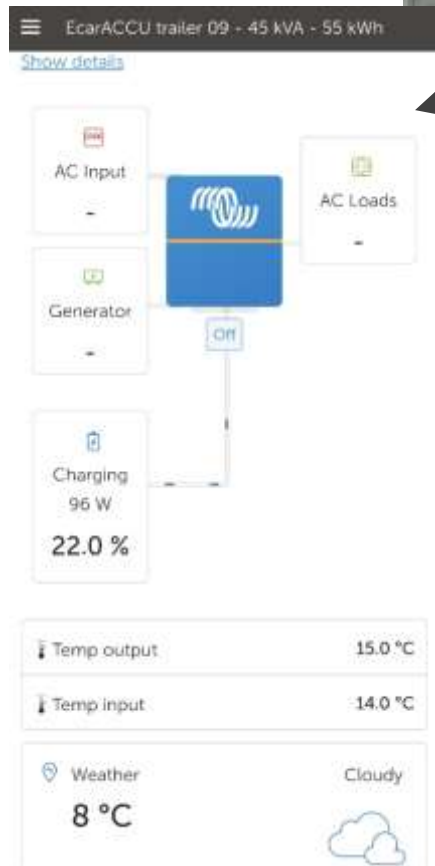 EcarACCU trailer 09 - 45 kVA - 55 kWh
Show details
AC Input
-
AC Loads
-
Generator
-
Off
Charging
96 W
22.0 %
Temp output 15.0 °C
Temp input 14.0 °C
Weather Cloudy
8 °C